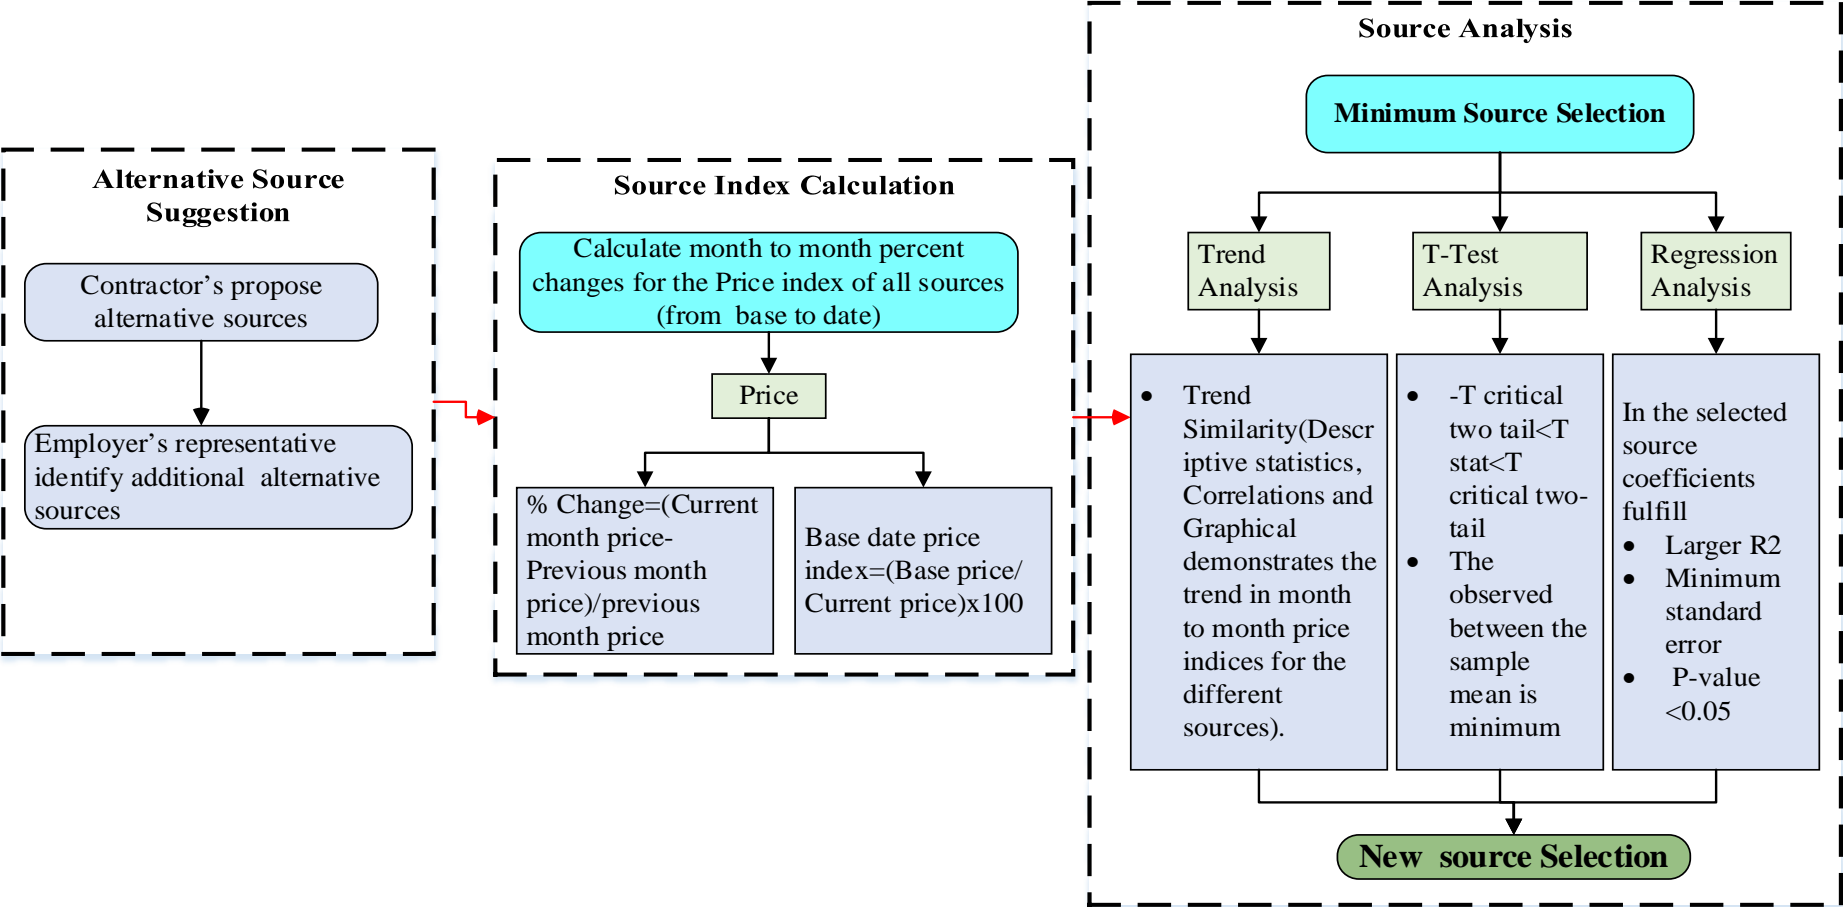 Alternative Source
Suggestion
Contractor’s propose
alternative sources
Employer’s representative
identify additional  alternative
sources
Source Index Calculation
Calculate month to month percent
changes for the Price index of all sources
(from  base to date)
Price
% Change=(Current
month price-
Previous month
price)/previous
month price
Base date price
index=(Base price/
Current price)x100
Source Analysis
Minimum Source Selection
Trend
Analysis
T-Test
Analysis
Regression
Analysis
• Trend
Similarity(Descr
iptive statistics,
Correlations and
Graphical
demonstrates the
trend in month
to month price
indices for the
different
sources).
• -T critical
two tail<T
stat<T
critical two-
tail
• The
observed
between the
sample
mean is
minimum
In the selected
source
coefficients
fulfill
• Larger R2
• Minimum
standard
error
• P-value
<0.05
New  source Selection